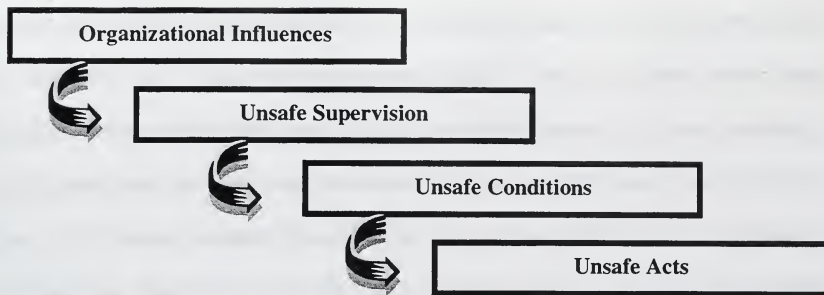 Organizational Influences
Unsafe Supervision
Unsafe Conditions
Unsafe Acts